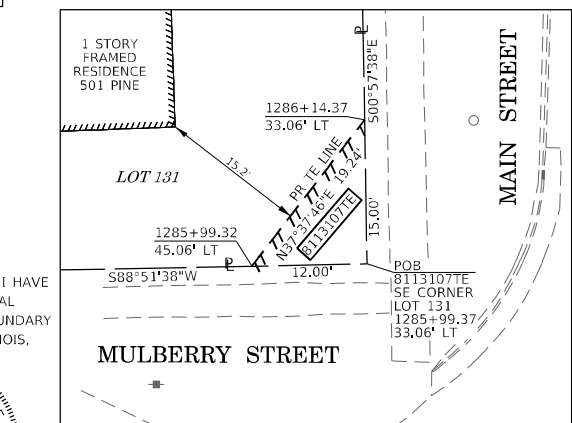 1 STORY
FRAMED
RESIDENCE
501 PINE
PL
S00°57'38"E
MAIN STREET
1286+14.37
33.06' LT
PR TE LINE
N37°37'46"E 19.24'
8113107TE
15.2'
LOT 131
15.00'
1285+99.32
45.06' LT
PL
S88°51'38"W
12.00'
POB
8113107TE
SE CORNER
LOT 131
1285+99.37
33.06' LT
I HAVE
AL
UNDARY
OIS,
MULBERRY STREET